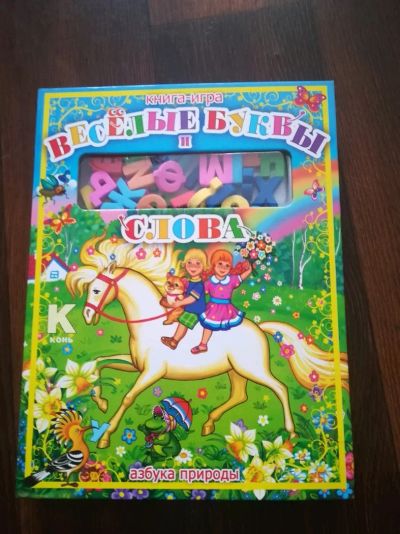 книга-игра
ВЕСЁЛЫЕ БУКВЫ
И
СЛОВА
К
конь
У
азбука природы